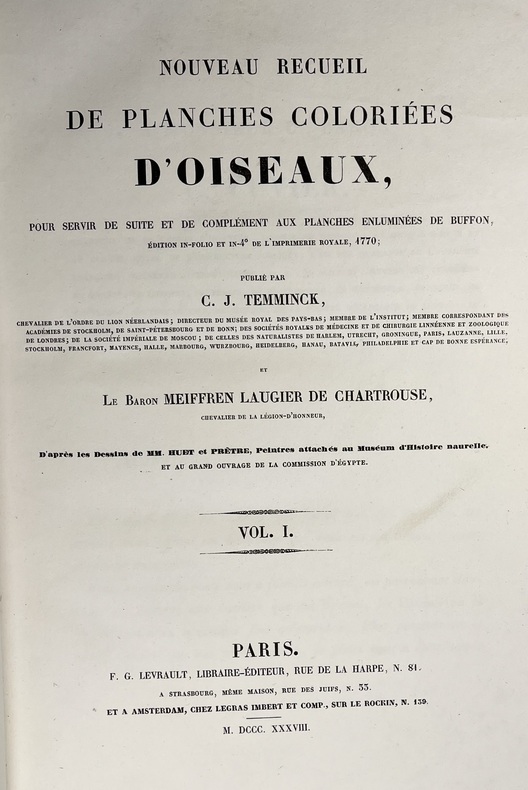 NOUVEAU RECUEIL
DE PLANCHES COLORIÉES
D'OISEAUX,
POUR SERVIR DE SUITE ET DE COMPLÉMENT AUX PLANCHES ENLUMINÉES DE BUFFON,
ÉDITION IN-FOLIO ET IN-4° DE L'IMPRIMERIE ROYALE, 1770;
PUBLIÉ PAR
C. J. TEMMINCK,
CHEVALIER DE L'ORDRE DU LION NÉERLANDAIS; DIRECTEUR DU MUSÉE ROYAL DES PAYS-BAS; MEMBRE DE L'INSTITUT; MEMBRE CORRESPONDANT DES
ACADÉMIES DE STOCKHOLM, DE SAINT-PÉTERSBOURG ET DE BONN; DES SOCIÉTÉS ROYALES DE MÉDECINE ET DE CHIRURGIE LINNÉENNE ET ZOOLOGIQUE
DE LONDRES; DE LA SOCIÉTÉ IMPÉRIALE DE MOSCOU; DE CELLES DES NATURALISTES DE HARLEM, UTRECHT, GRONINGUE, PARIS, LAUZANNE, LILLE,
STOCKHOLM, FRANCFORT, MAYENCE, HALLE, MARBOURG, WURZBOURG, HEIDELBERG, HANAU, BATAVIA, PHILADELPHIE ET CAP DE BONNE ESPÉRANCE,
ET
LE BARON MEIFFREN LAUGIER DE CHARTROUSE,
CHEVALIER DE LA LÉGION-D'HONNEUR,
D'après les Dessins de MM. HUET et PRÊTRE, Peintres attachés au Muséum d'Histoire naurelle.
ET AU GRAND OUVRAGE DE LA COMMISSION D'ÉGYPTE.
VOL. I.
PARIS.
F. G. LEVRAULT, LIBRAIRE-ÉDITEUR, RUE DE LA HARPE, N. 81.
A STRASBOURG, MÊME MAISON, RUE DES JUIFS, N. 33.
ET A AMSTERDAM, CHEZ LEGRAS IMBERT ET COMP., SUR LE ROCKIN, N. 139.
M. DCCC. XXXVIII.